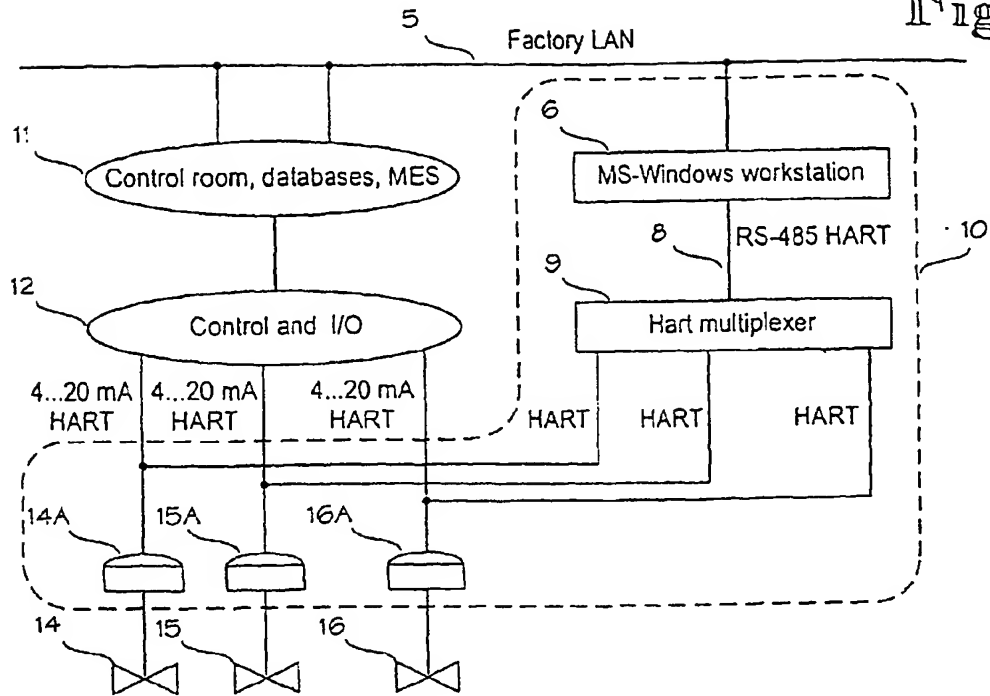 Fig
5
Factory LAN
11
6
Control room, databases, MES
MS-Windows workstation
8
RS-485 HART
10
9
12
Control and I/O
Hart multiplexer
4...20 mA 4...20 mA 4...20 mA
HART HART HART HART HART HART
14A
15A
16A
14
15
16